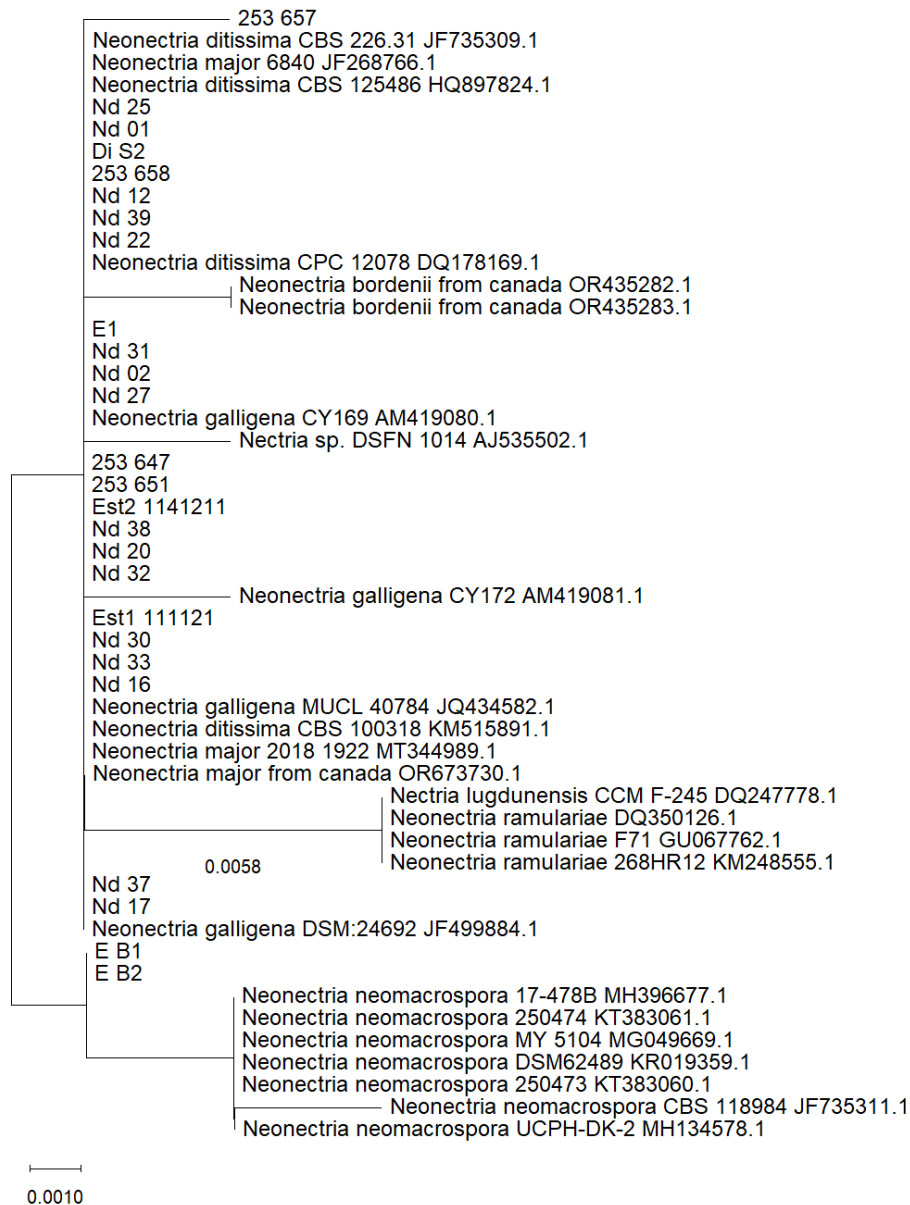 253 657
Neonectria ditissima CBS 226.31 JF735309.1
Neonectria major 6840 JF268766.1
Neonectria ditissima CBS 125486 HQ897824.1
Nd 25
Nd 01
Di S2
253 658
Nd 12
Nd 39
Nd 22
Neonectria ditissima CPC 12078 DQ178169.1
Neonectria bordenii from canada OR435282.1
Neonectria bordenii from canada OR435283.1
E1
Nd 31
Nd 02
Nd 27
Neonectria galligena CY169 AM419080.1
Nectria sp. DSFN 1014 AJ535502.1
253 647
253 651
Est2 1141211
Nd 38
Nd 20
Nd 32
Neonectria galligena CY172 AM419081.1
Est1 111121
Nd 30
Nd 33
Nd 16
Neonectria galligena MUCL 40784 JQ434582.1
Neonectria ditissima CBS 100318 KM515891.1
Neonectria major 2018 1922 MT344989.1
Neonectria major from canada OR673730.1
Nectria lugdunensis CCM F-245 DQ247778.1
Neonectria ramulariae DQ350126.1
Neonectria ramulariae F71 GU067762.1
Neonectria ramulariae 268HR12 KM248555.1
0.0058
Nd 37
Nd 17
Neonectria galligena DSM:24692 JF499884.1
E B1
E B2
Neonectria neomacrospora 17-478B MH396677.1
Neonectria neomacrospora 250474 KT383061.1
Neonectria neomacrospora MY 5104 MG049669.1
Neonectria neomacrospora DSM62489 KR019359.1
Neonectria neomacrospora 250473 KT383060.1
Neonectria neomacrospora CBS 118984 JF735311.1
Neonectria neomacrospora UCPH-DK-2 MH134578.1
0.0010